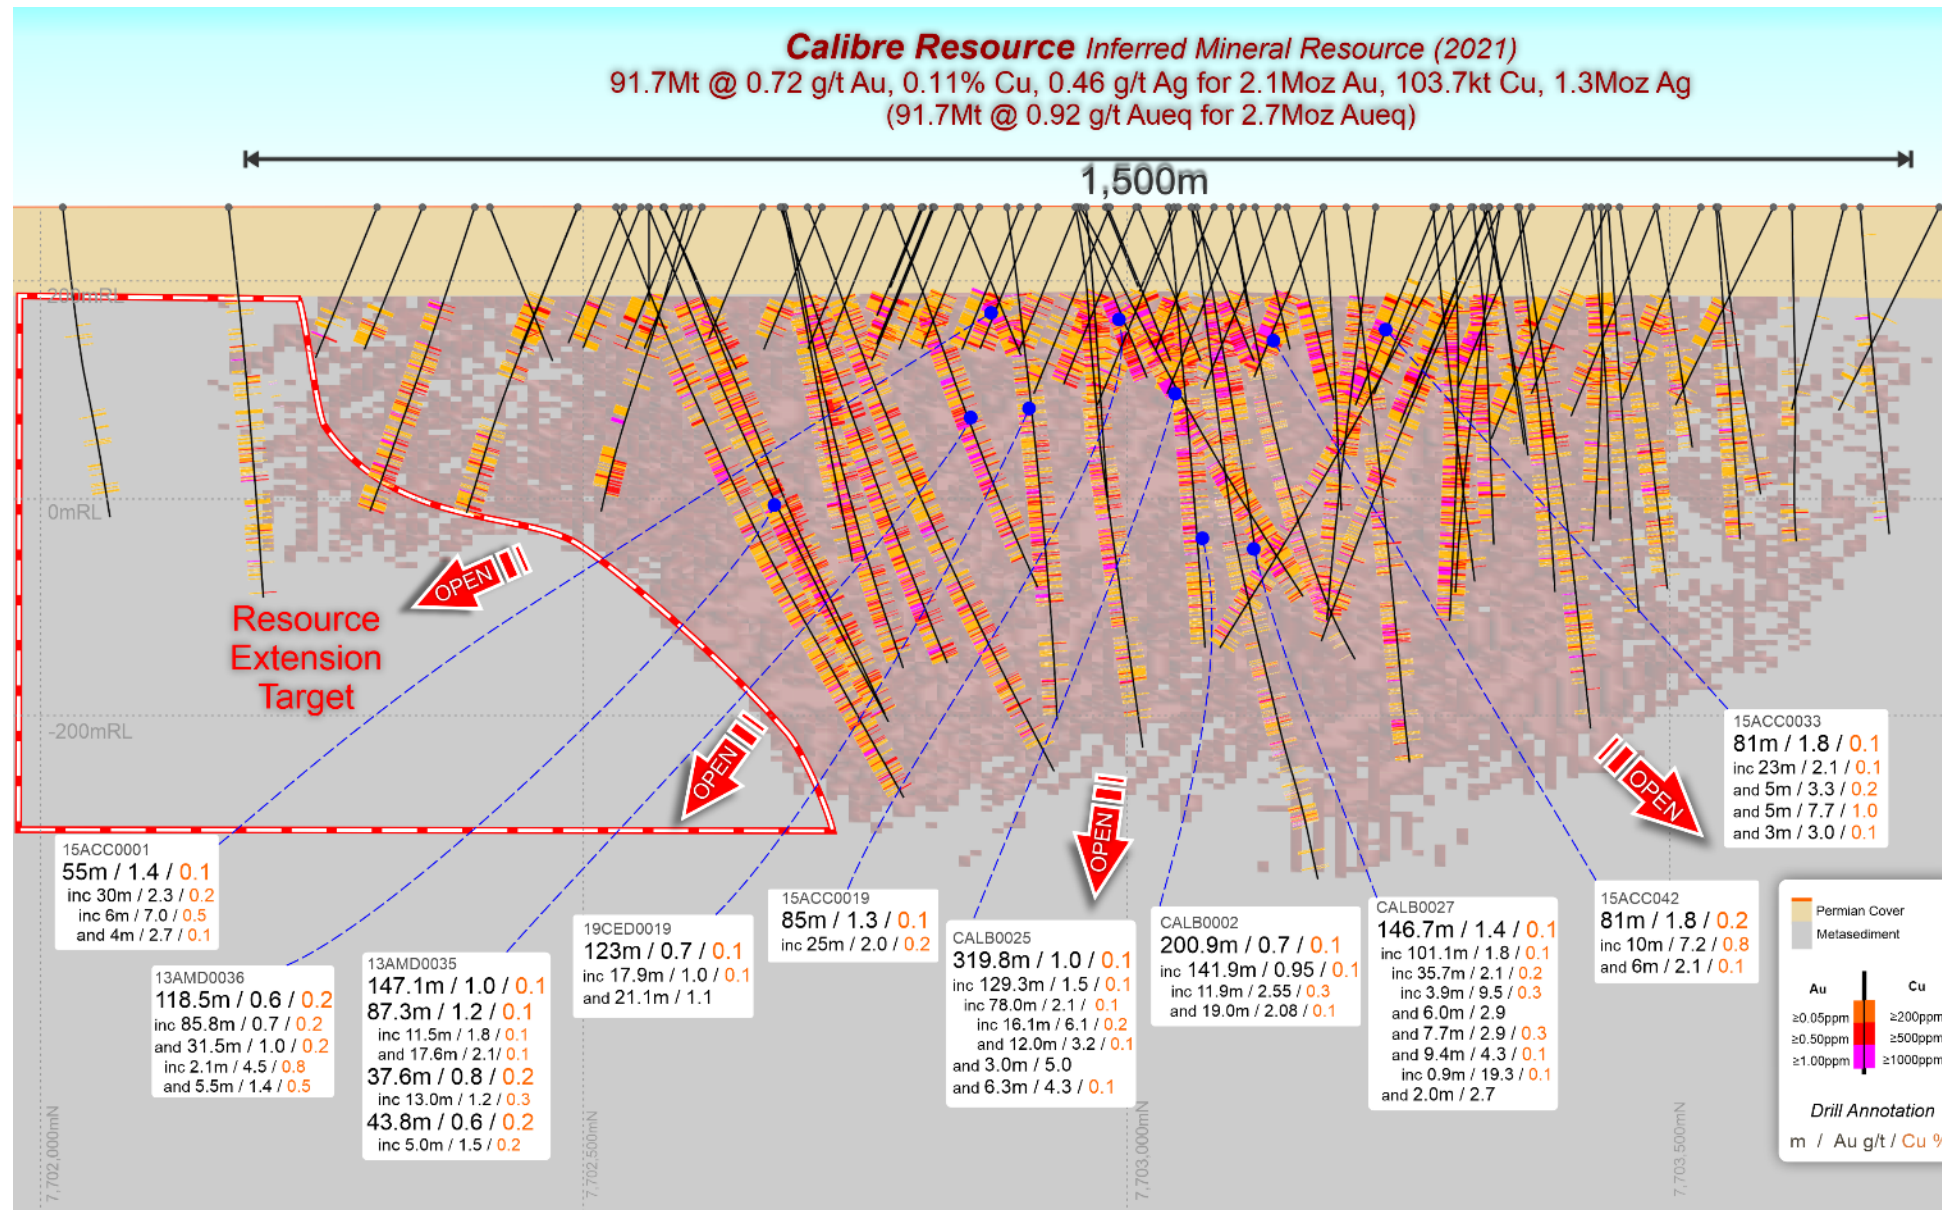 Calibre Resource Inferred Mineral Resource (2021)
91.7Mt @ 0.72 g/t Au, 0.11% Cu, 0.46 g/t Ag for 2.1Moz Au, 103.7kt Cu, 1.3Moz Ag
(91.7Mt @ 0.92 g/t Aueq for 2.7Moz Aueq)
1,500m
200mRL
0mRL
OPEN
Resource
Extension
Target
-200mRL
OPEN
OPEN
OPEN
15ACC0033
81m / 1.8 / 0.1
inc 23m / 2.1 / 0.1
and 5m / 3.3 / 0.2
and 5m / 7.7 / 1.0
and 3m / 3.0 / 0.1
15ACC0001
55m / 1.4 / 0.1
inc 30m / 2.3 / 0.2
inc 6m / 7.0 / 0.5
and 4m / 2.7 / 0.1
13AMD0036
118.5m / 0.6 / 0.2
inc 85.8m / 0.7 / 0.2
and 31.5m / 1.0 / 0.2
inc 2.1m / 4.5 / 0.8
and 5.5m / 1.4 / 0.5
13AMD0035
147.1m / 1.0 / 0.1
87.3m / 1.2 / 0.1
inc 11.5m / 1.8 / 0.1
and 17.6m / 2.1/ 0.1
37.6m / 0.8 / 0.2
inc 13.0m / 1.2 / 0.3
43.8m / 0.6 / 0.2
inc 5.0m / 1.5 / 0.2
19CED0019
123m / 0.7 / 0.1
inc 17.9m / 1.0 / 0.1
and 21.1m / 1.1
15ACC0019
85m / 1.3 / 0.1
inc 25m / 2.0 / 0.2
CALB0025
319.8m / 1.0 / 0.1
inc 129.3m / 1.5 / 0.1
inc 78.0m / 2.1 / 0.1
inc 16.1m / 6.1 / 0.2
and 12.0m / 3.2 / 0.1
and 3.0m / 5.0
and 6.3m / 4.3 / 0.1
CALB0002
200.9m / 0.7 / 0.1
inc 141.9m / 0.95 / 0.1
inc 11.9m / 2.55 / 0.3
and 19.0m / 2.08 / 0.1
CALB0027
146.7m / 1.4 / 0.1
inc 101.1m / 1.8 / 0.1
inc 35.7m / 2.1 / 0.2
inc 3.9m / 9.5 / 0.3
and 6.0m / 2.9
and 7.7m / 2.9 / 0.3
and 9.4m / 4.3 / 0.1
inc 0.9m / 19.3 / 0.1
and 2.0m / 2.7
15ACC042
81m / 1.8 / 0.2
inc 10m / 7.2 / 0.8
and 6m / 2.1 / 0.1
Permian Cover
Metasediment
Au Cu
≥0.05ppm ≥200ppm
≥0.50ppm ≥500ppm
≥1.00ppm ≥1000ppm
Drill Annotation
m / Au g/t / Cu %
7,702,000mN
7,702,500mN
7,703,000mN
7,703,500mN